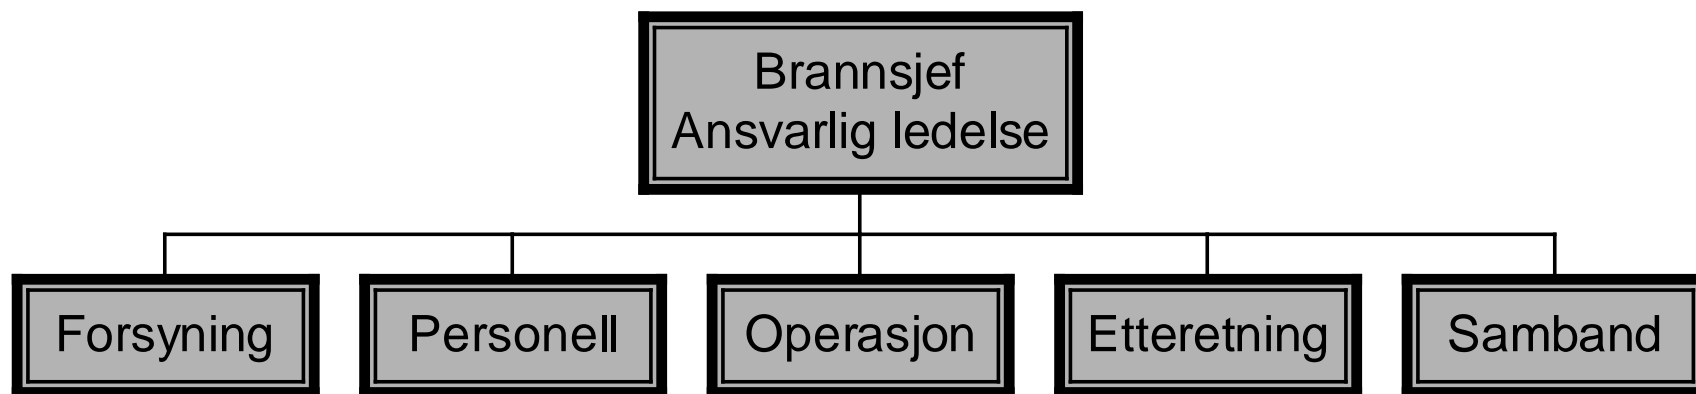 Brannsjef
Ansvarlig ledelse
Forsyning
Personell
Operasjon
Etteretning
Samband